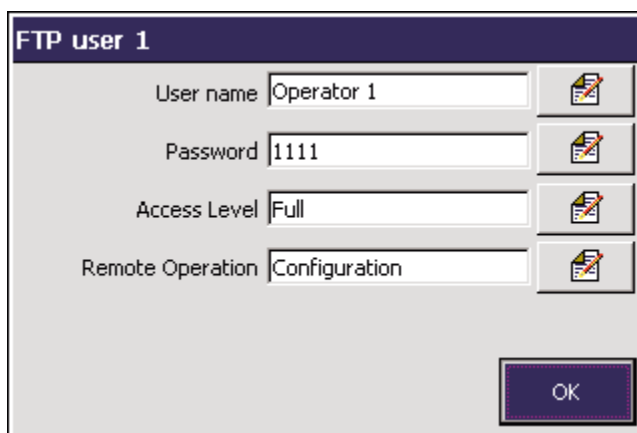 FTP user 1
User name Operator 1
Password 1111
Access Level Full
Remote Operation Configuration
OK